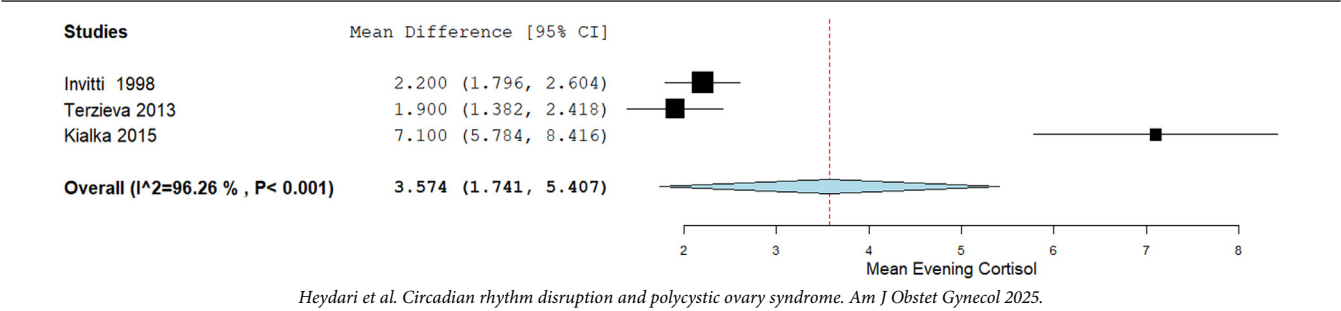 Studies Mean Difference [95% CI]
Invitti 1998 2.200 (1.796, 2.604)
Terzieva 2013 1.900 (1.382, 2.418)
Kialka 2015 7.100 (5.784, 8.416)
Overall (I^2=96.26 % , P< 0.001) 3.574 (1.741, 5.407)
2 3 4 5 6 7 8
Mean Evening Cortisol
Heydari et al. Circadian rhythm disruption and polycystic ovary syndrome. Am J Obstet Gynecol 2025.